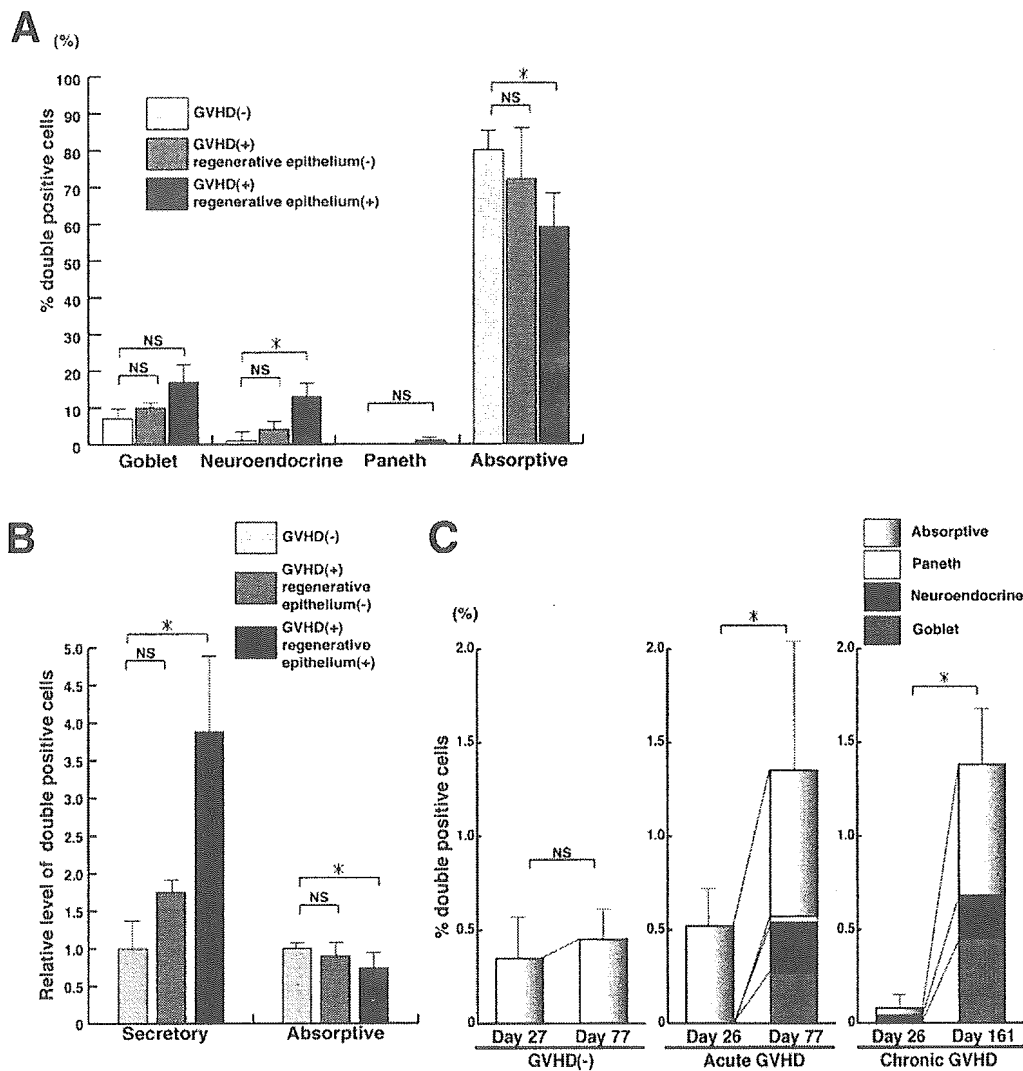 A
(%)
100
90
80
70
60
50
40
30
20
10
0
% double positive cells
GVHD(-)
GVHD(+)
regenerative epithelium(-)
GVHD(+)
regenerative epithelium(+)
NS
NS
*
NS
NS
*
NS
Goblet
Neuroendocrine
Paneth
Absorptive
B
GVHD(-)
GVHD(+)
regenerative
epithelium(-)
GVHD(+)
regenerative
epithelium(+)
Relative level of double positive cells
5.0
4.5
4.0
3.5
3.0
2.5
2.0
1.5
1.0
0.5
0
*
NS
*
NS
Secretory
Absorptive
C
Absorptive
Paneth
Neuroendocrine
Goblet
(%)
% double positive cells
2.0
1.5
1.0
0.5
0
NS
Day 27
Day 77
GVHD(-)
2.0
1.5
1.0
0.5
0
*
Day 26
Day 77
Acute GVHD
2.0
1.5
1.0
0.5
0
*
Day 26
Day 161
Chronic GVHD